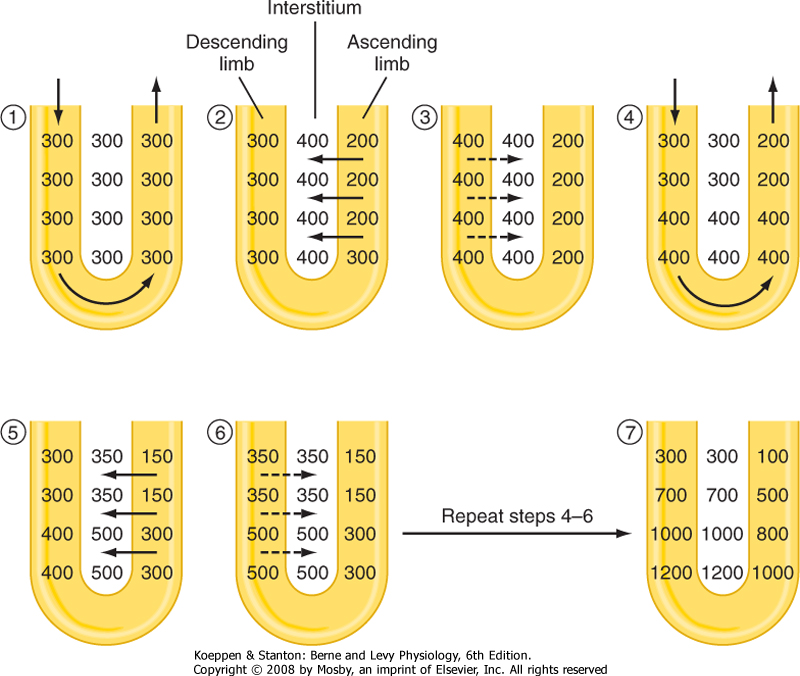 Interstitium
Descending limb
Ascending limb
1
300 300 300
300 300 300
300 300 300
300 300 300
2
300 400 200
300 400 200
300 400 200
300 400 300
3
400 400 200
400 400 200
400 400 200
400 400 200
4
300 300 200
300 300 200
400 400 400
400 400 400
5
300 350 150
300 350 150
400 500 300
400 500 300
6
350 350 150
350 350 150
500 500 300
500 500 300
Repeat steps 4–6
7
300 300 100
700 700 500
1000 1000 800
1200 1200 1000
Koeppen & Stanton: Berne and Levy Physiology, 6th Edition.
Copyright © 2008 by Mosby, an imprint of Elsevier, Inc. All rights reserved